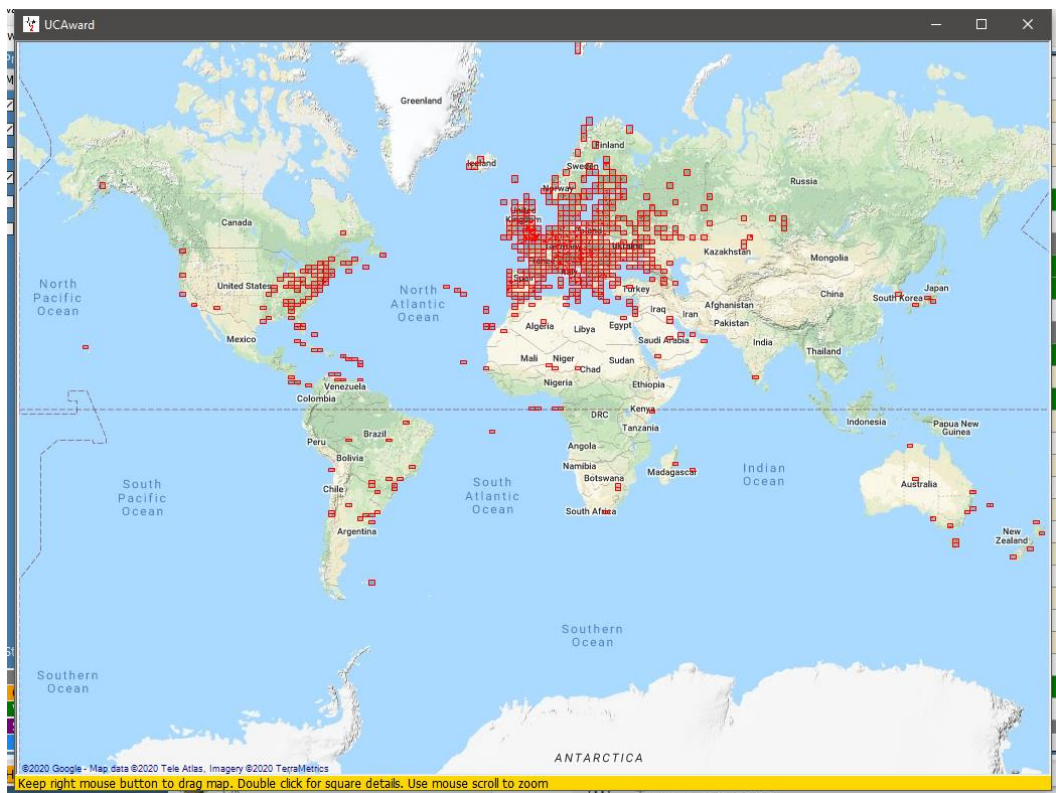 UCAward
Greenland
Iceland
Finland
Sweden
Norway
Russia
United
Kingdom
Canada
Ukraine
Kazakhstan
Mongolia
North
Pacific
Ocean
United States
North
Atlantic
Ocean
Turkey
China
Japan
South Korea
Afghanistan
Iraq
Iran
Pakistan
Algeria
Libya
Egypt
Saudi Arabia
India
Mexico
Thailand
Mali
Niger
Chad
Sudan
Nigeria
Ethiopia
Venezuela
Colombia
DRC
Kenya
Tanzania
Indonesia
Papua New
Guinea
Peru
Brazil
Angola
Bolivia
Namibia
Botswana
Madagascar
Indian
Ocean
South
Pacific
Ocean
Chile
South
Atlantic
Ocean
Australia
South Africa
Argentina
New
Zealand
Southern
Ocean
Southern
Ocean
ANTARCTICA
©2020 Google - Map data ©2020 Tele Atlas, Imagery ©2020 TerraMetrics
Keep right mouse button to drag map. Double click for square details. Use mouse scroll to zoom